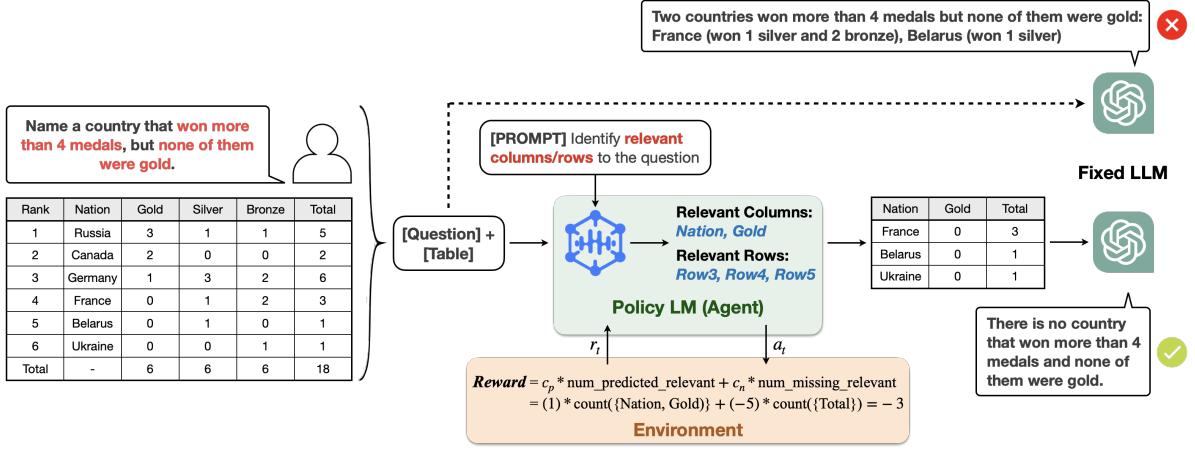 Two countries won more than 4 medals but none of them were gold:
France (won 1 silver and 2 bronze), Belarus (won 1 silver)
Name a country that won more
than 4 medals, but none of them
were gold.
[PROMPT] Identify relevant
columns/rows to the question
Fixed LLM
Rank Nation Gold Silver Bronze Total
1 Russia 3 1 1 5
2 Canada 2 0 0 2
3 Germany 1 3 2 6
4 France 0 1 2 3
5 Belarus 0 1 0 1
6 Ukraine 0 0 1 1
Total - 6 6 6 18
[Question] +
[Table]
Relevant Columns:
Nation, Gold
Relevant Rows:
Row3, Row4, Row5
Policy LM (Agent)
Nation Gold Total
France 0 3
Belarus 0 1
Ukraine 0 1
There is no country
that won more than 4
medals and none of
them were gold.
r_t
a_t
Reward = c_p * num_predicted_relevant + c_n * num_missing_relevant
= (1) * count({Nation, Gold)} + (−5) * count({Total}) = − 3
Environment